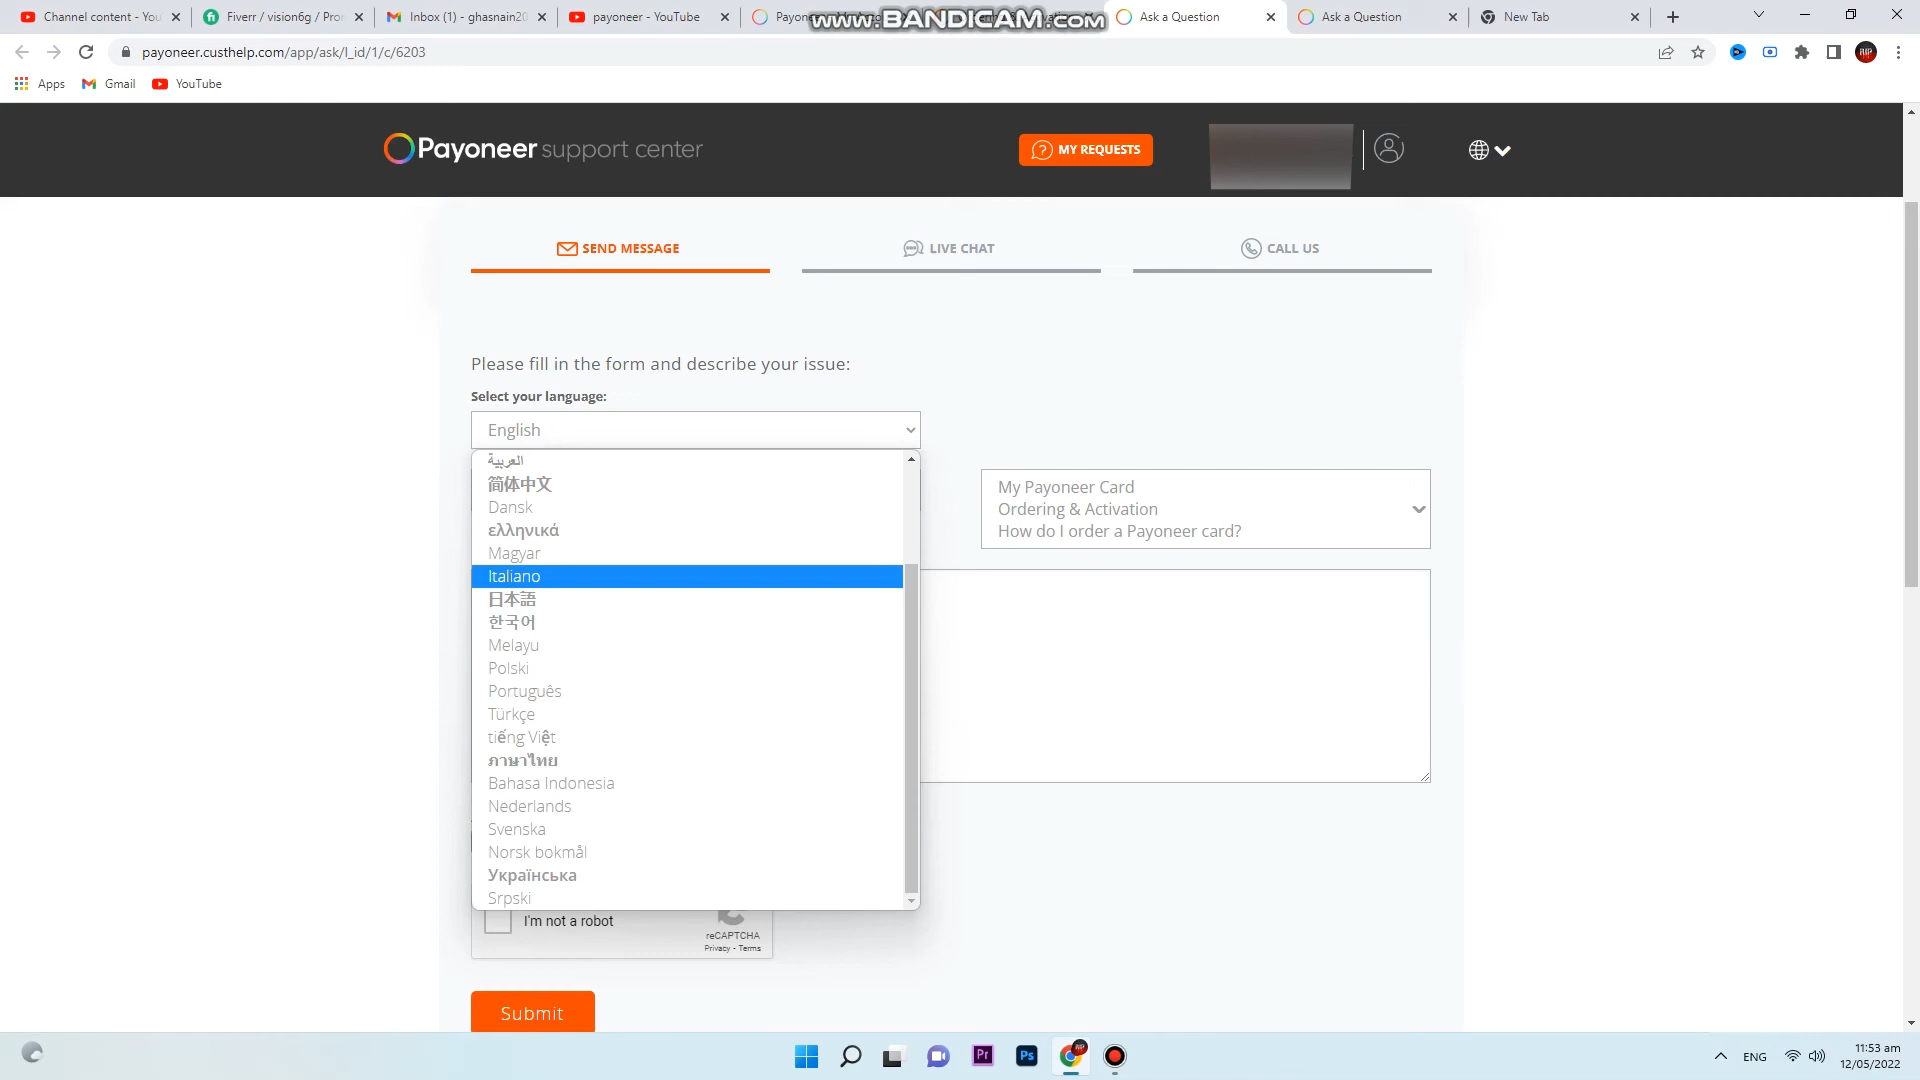 Channel content - You
Fiverr / vision6g / Pro
Inbox (1) - ghasnain20
payoneer - YouTube
Payone
www.BANDICAM.com
Ask a Question
Ask a Question
New Tab
payoneer.custhelp.com/app/ask/l_id/1/c/6203
Apps
Gmail
YouTube
Payoneer support center
MY REQUESTS
SEND MESSAGE
LIVE CHAT
CALL US
Please fill in the form and describe your issue:
Select your language:
English
العربية
简体中文
Dansk
ελληνικά
Magyar
Italiano
日本語
한국어
Melayu
Polski
Português
Türkçe
tiếng Việt
ภาษาไทย
Bahasa Indonesia
Nederlands
Svenska
Norsk bokmål
Українська
Srpski
My Payoneer Card
Ordering & Activation
How do I order a Payoneer card?
I'm not a robot
reCAPTCHA
Privacy - Terms
Submit
Pr
Ps
ENG
11:53 am
12/05/2022